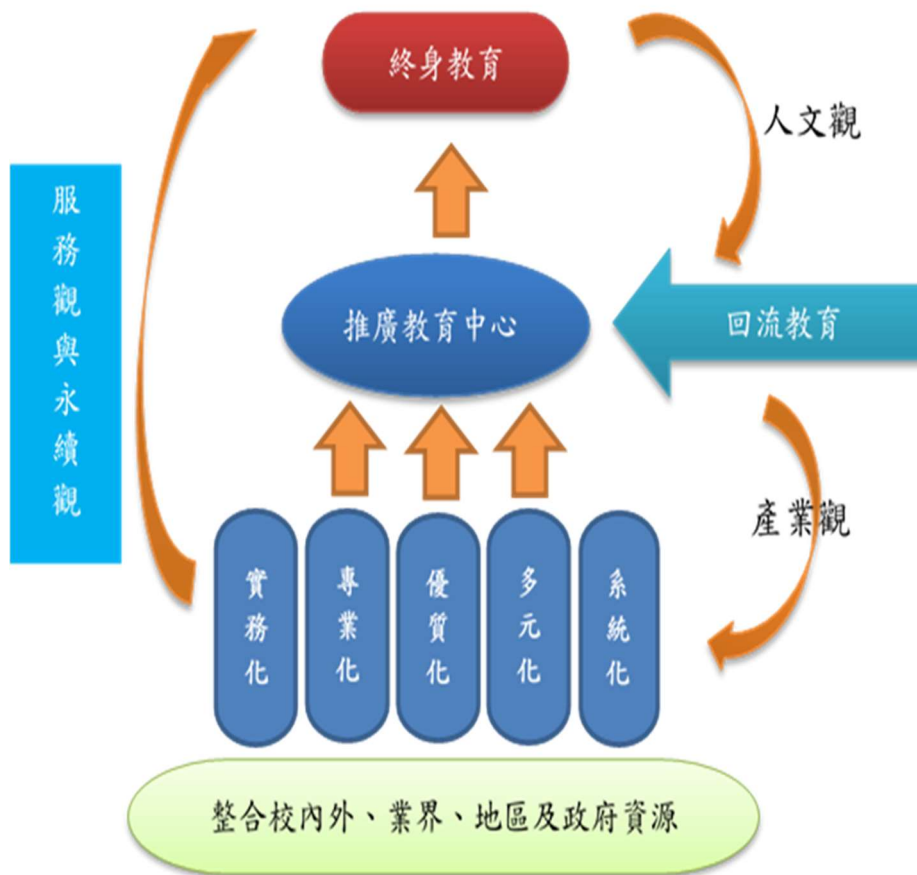 終身教育
人文觀
服務觀與永續觀
推廣教育中心
回流教育
產業觀
實務化
專業化
優質化
多元化
系統化
整合校內外、業界、地區及政府資源